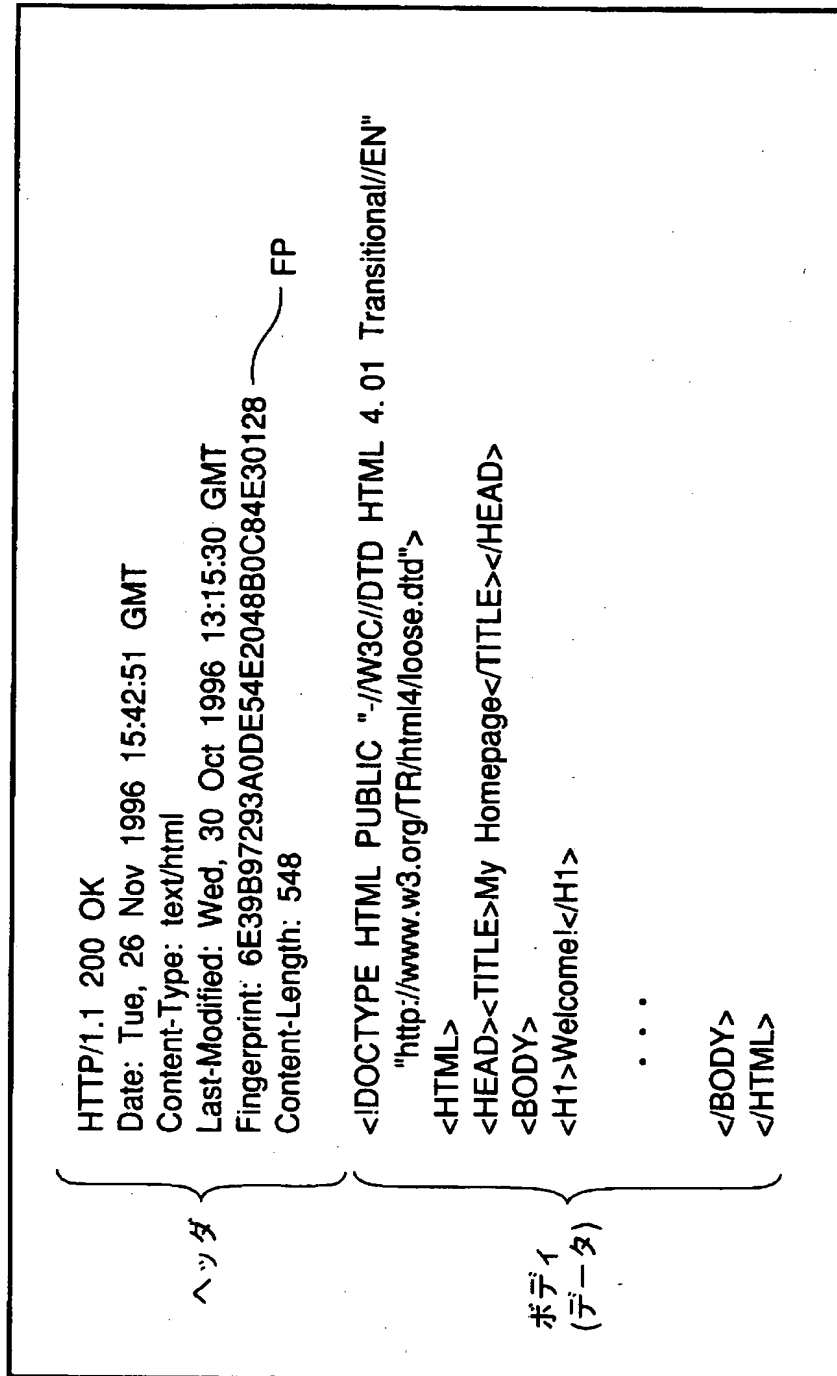 ヘッダ
HTTP/1.1 200 OK
Date: Tue, 26 Nov 1996 15:42:51 GMT
Content-Type: text/html
Last-Modified: Wed, 30 Oct 1996 13:15:30 GMT
Fingerprint: 6E39B97293A0DE54E2048B0C84E30128 FP
Content-Length: 548
ボディ
(データ)
<!DOCTYPE HTML PUBLIC "-//W3C//DTD HTML 4.01 Transitional//EN"
"http://www.w3.org/TR/html4/loose.dtd">
<HTML>
<HEAD><TITLE>My Homepage</TITLE></HEAD>
<BODY>
<H1>Welcome!</H1>
· · ·
</BODY>
</HTML>